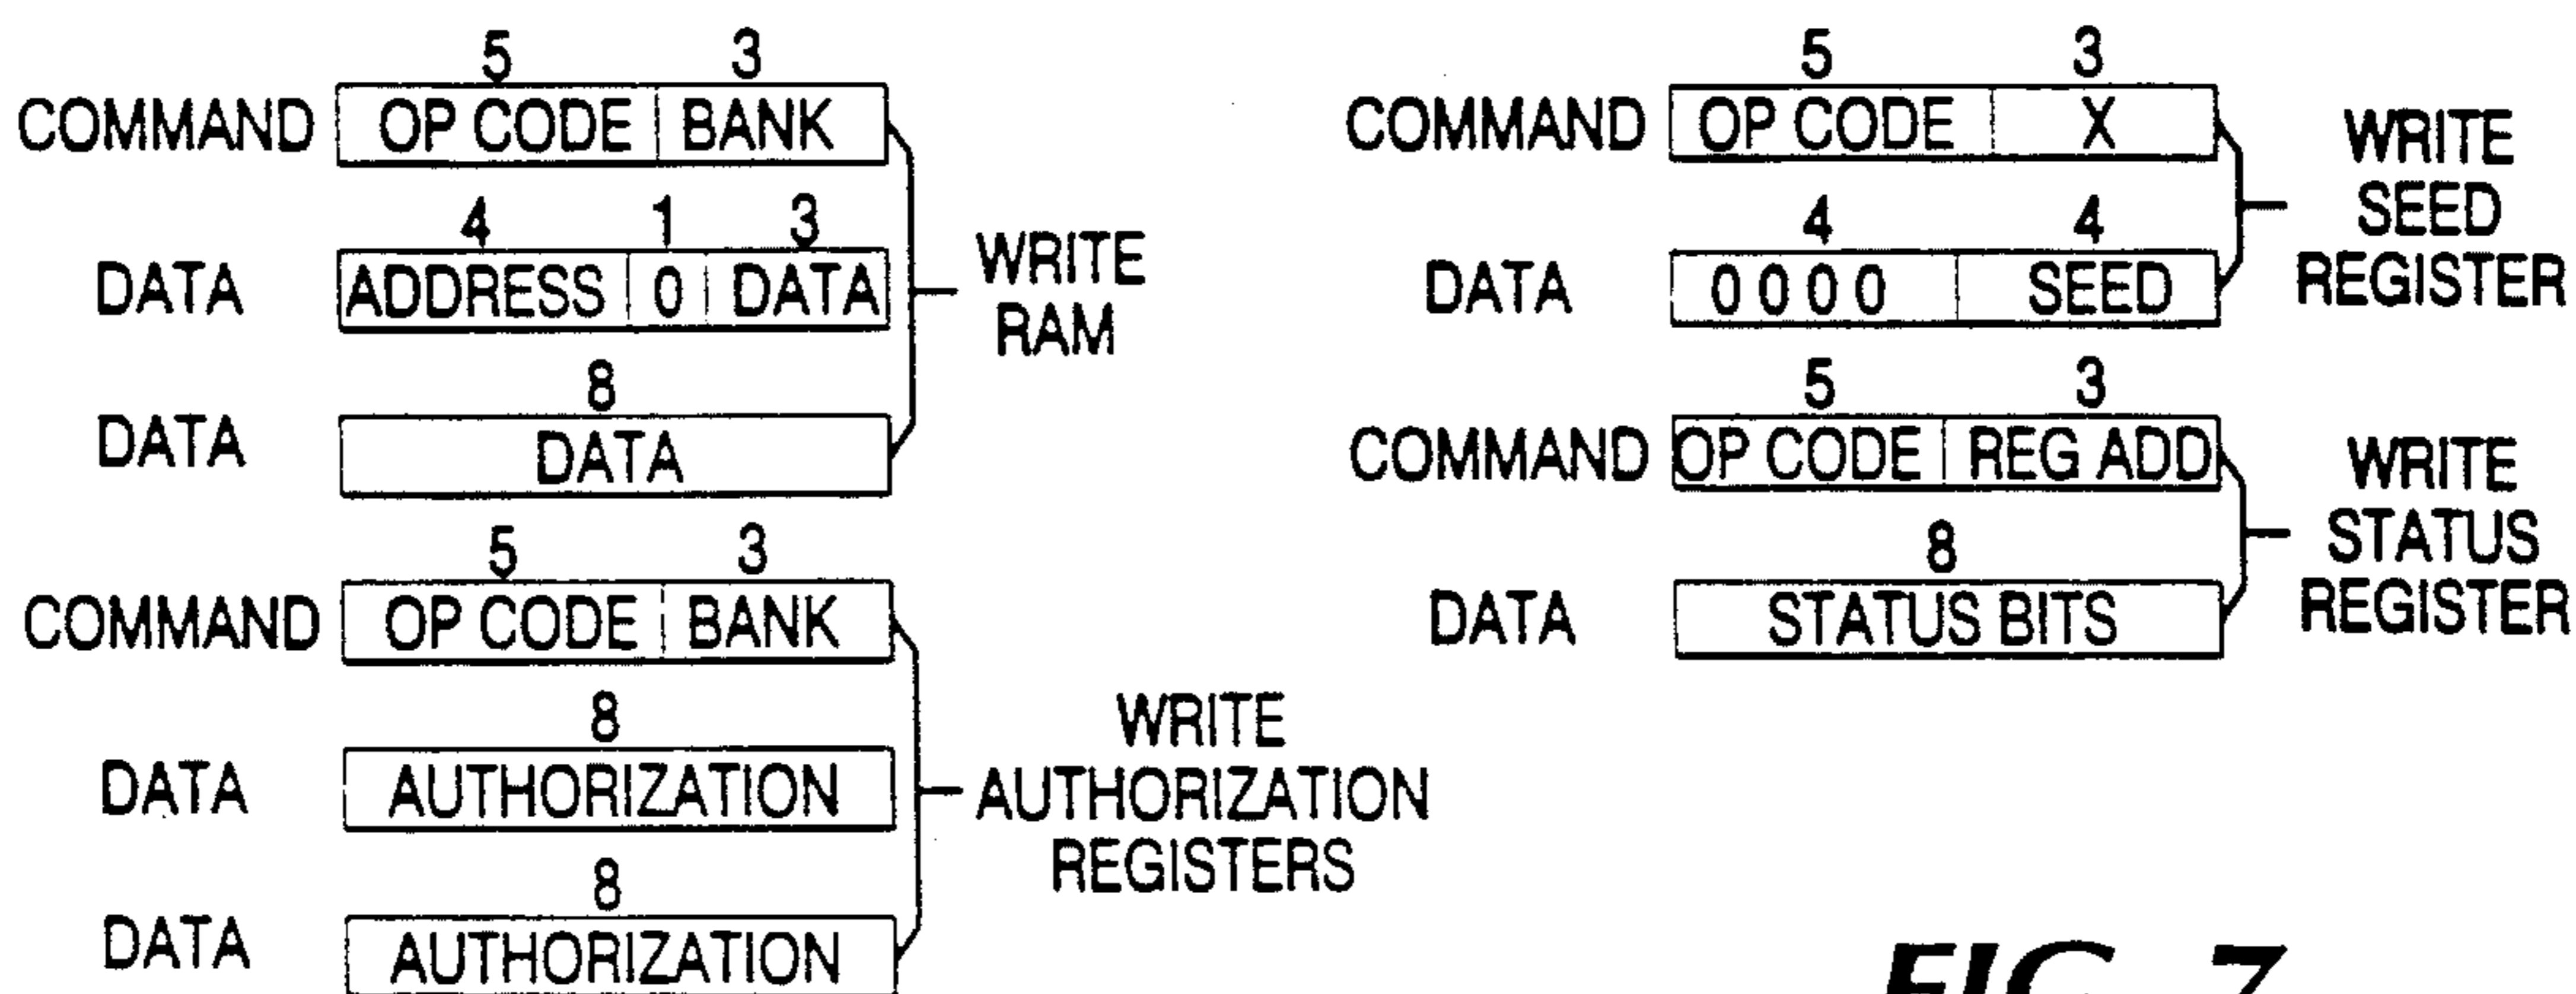 5 3
COMMAND OP CODE BANK
4 1 3
DATA ADDRESS 0 DATA
WRITE
RAM
8
DATA DATA
5 3
COMMAND OP CODE BANK
8
DATA AUTHORIZATION
WRITE
AUTHORIZATION
REGISTERS
8
DATA AUTHORIZATION
5 3
COMMAND OP CODE X
WRITE
SEED
REGISTER
4 4
DATA 0 0 0 0 SEED
5 3
COMMAND OP CODE REG ADD
WRITE
STATUS
REGISTER
8
DATA STATUS BITS
FIG. 7